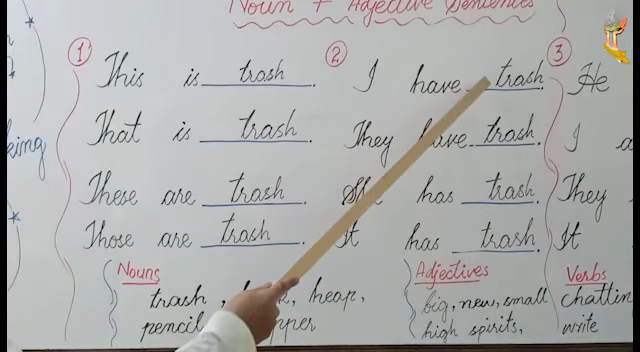 Noun + Adjective Sentences
1 This is trash.
That is trash.
These are trash.
Those are trash.
2 I have trash.
They have trash.
She has trash.
It has trash.
3 He
I
They
It
Nouns
trash, heap,
pencil
Adjectives
big, new, small
high spirits,
Verbs
write